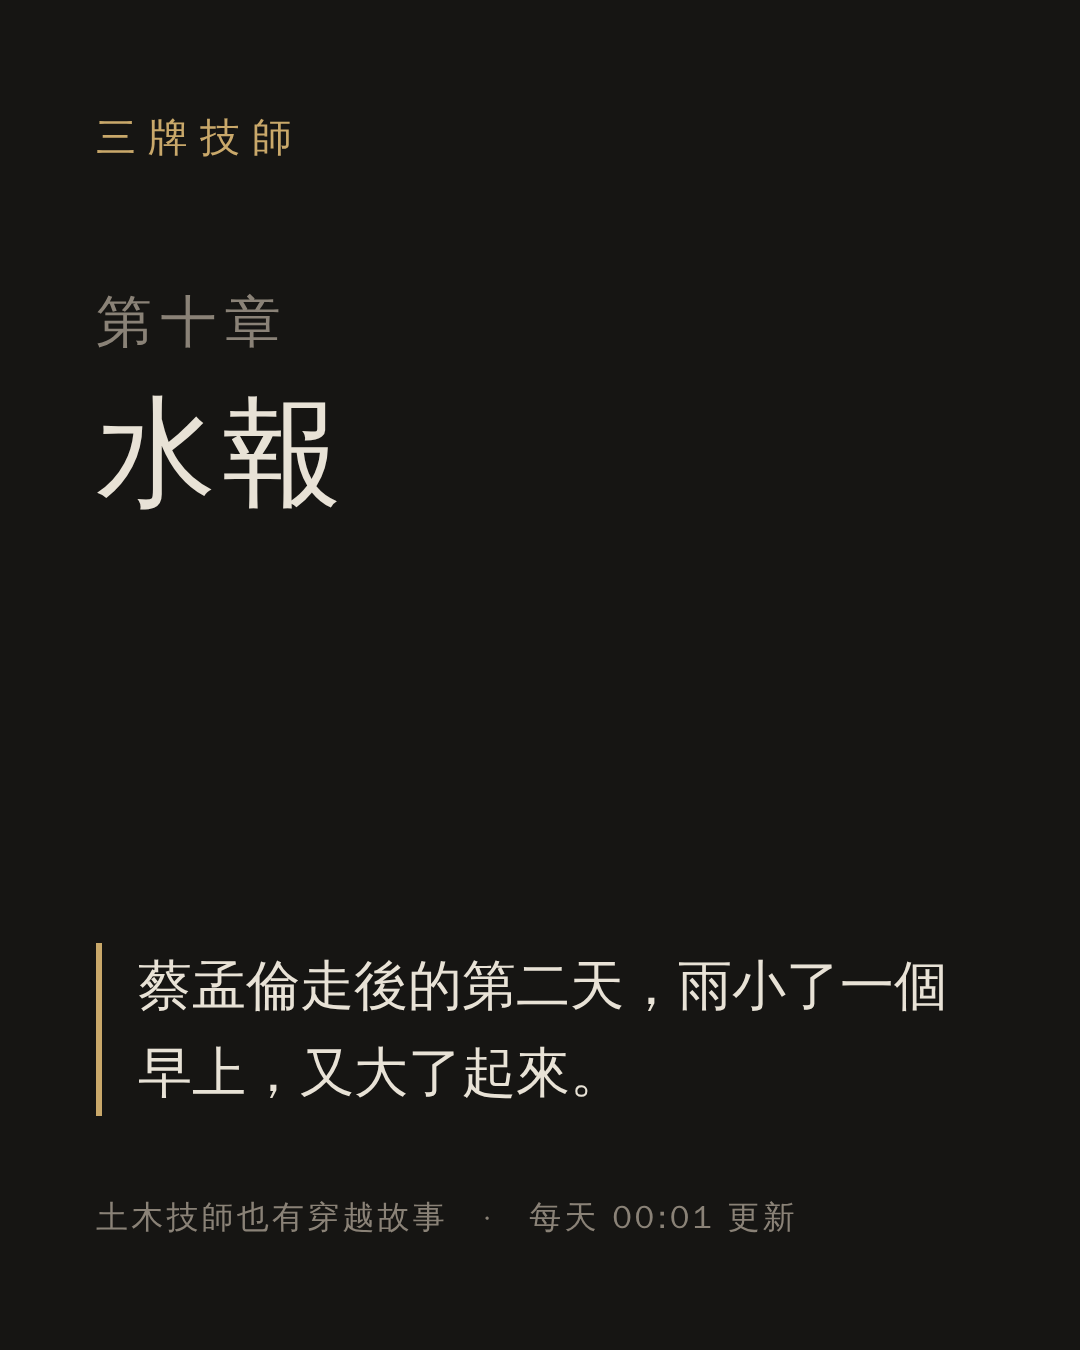 三牌技師
第十章
水報
蔡孟倫走後的第二天，雨小了一個
早上，又大了起來。
土木技師也有穿越故事 · 每天 00:01 更新